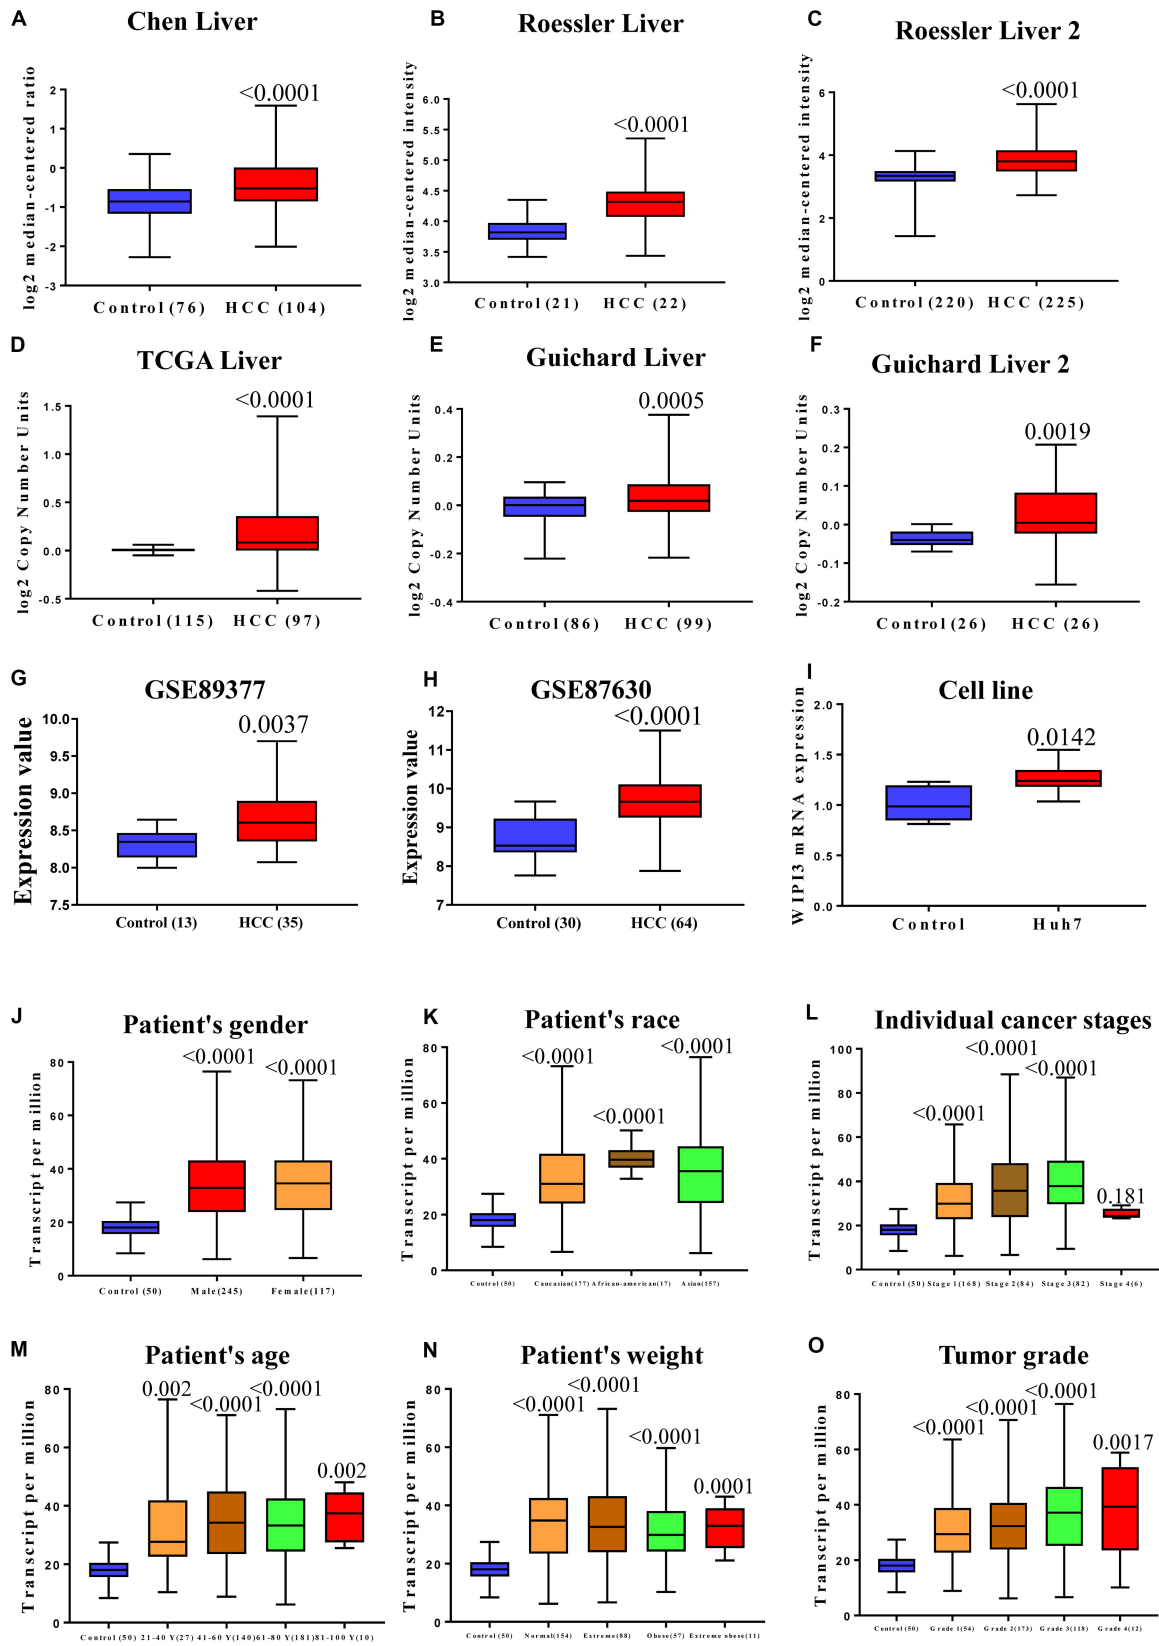 A
Chen Liver
log2 median-centered ratio
2
1
0
-1
-2
-3
<0.0001
Control (76) HCC (104)
B
Roessler Liver
log2 median-centered intensity
6.0
5.5
5.0
4.5
4.0
3.5
3.0
<0.0001
Control (21) HCC (22)
C
Roessler Liver 2
log2 median-centered intensity
6
4
2
0
<0.0001
Control (220) HCC (225)
D
TCGA Liver
log2 Copy Number Units
1.5
1.0
0.5
0.0
-0.5
<0.0001
Control (115) HCC (97)
E
Guichard Liver
log2 Copy Number Units
0.4
0.2
0.0
-0.2
-0.4
0.0005
Control (86) HCC (99)
F
Guichard Liver 2
log2 Copy Number Units
0.3
0.2
0.1
0.0
-0.1
-0.2
0.0019
Control (26) HCC (26)
G
GSE89377
Expression value
10.0
9.5
9.0
8.5
8.0
7.5
0.0037
Control (13) HCC (35)
H
GSE87630
Expression value
12
11
10
9
8
7
<0.0001
Control (30) HCC (64)
I
Cell line
WIPI3 mRNA expression
2.0
1.5
1.0
0.5
0.0
0.0142
Control Huh7
J
Patient's gender
Transcript per million
80
60
40
20
0
<0.0001
<0.0001
Control (50) Male(245) Female(117)
K
Patient's race
Transcript per million
80
60
40
20
0
<0.0001
<0.0001
<0.0001
Control (50) Caucasian(177) African-american(17) Asian(157)
L
Individual cancer stages
Transcript per million
100
80
60
40
20
0
<0.0001
<0.0001
<0.0001
0.181
Control (50) Stage 1(168) Stage 2(84) Stage 3(82) Stage 4(6)
M
Patient's age
Transcript per million
80
60
40
20
0
0.002
<0.0001
<0.0001
0.002
Control (50) 21-40 Y(27) 41-60 Y(140) 61-80 Y(181) 81-100 Y(10)
N
Patient's weight
Transcript per million
80
60
40
20
0
<0.0001
<0.0001
<0.0001
0.0001
Control (50) Normal(154) Extreme(88) Obese(57) Extreme obese(11)
O
Tumor grade
Transcript per million
80
60
40
20
0
<0.0001
<0.0001
<0.0001
0.0017
Control (50) Grade 1(54) Grade 2(173) Grade 3(118) Grade 4(12)